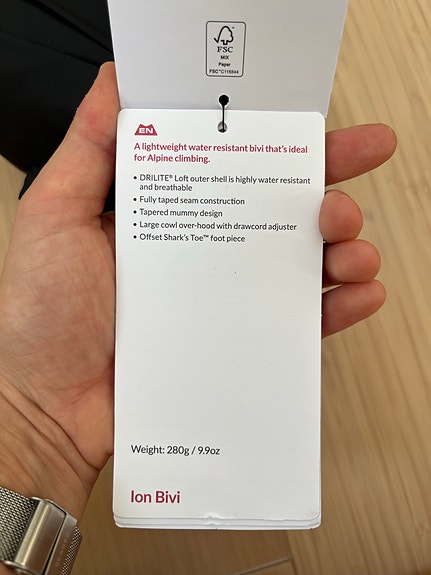 FSC
MIX
Paper
FSC® C116844
EN
A lightweight water resistant bivi that's ideal
for Alpine climbing.
• DRILITE® Loft outer shell is highly water resistant
and breathable
• Fully taped seam construction
• Tapered mummy design
• Large cowl over-hood with drawcord adjuster
• Offset Shark's Toe™ foot piece
Weight: 280g / 9.9oz
Ion Bivi